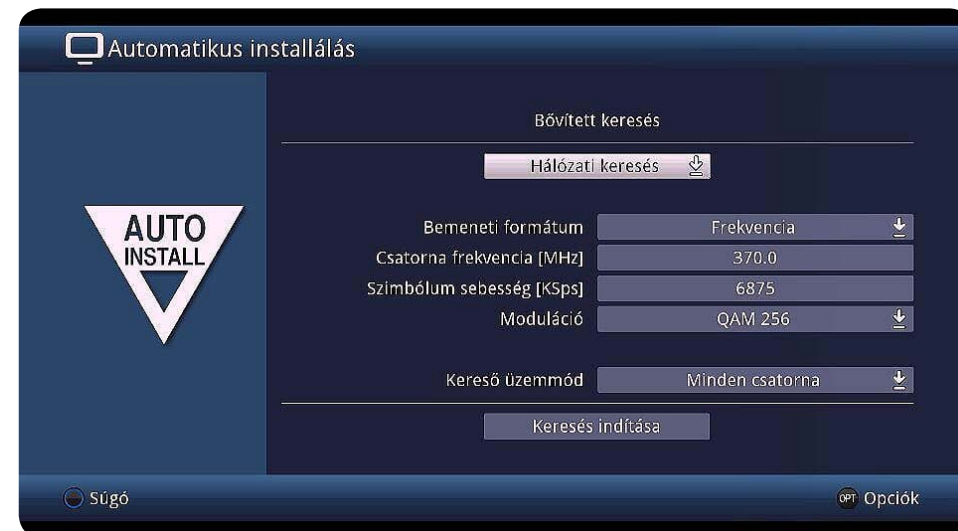 Automatikus installálás
Bővített keresés
Hálózati keresés
AUTO
INSTALL
Bemeneti formátum Frekvencia
Csatorna frekvencia [MHz] 370.0
Szimbólum sebesség [KSps] 6875
Moduláció QAM 256
Kereső üzemmód Minden csatorna
Keresés indítása
Súgó OPT Opciók